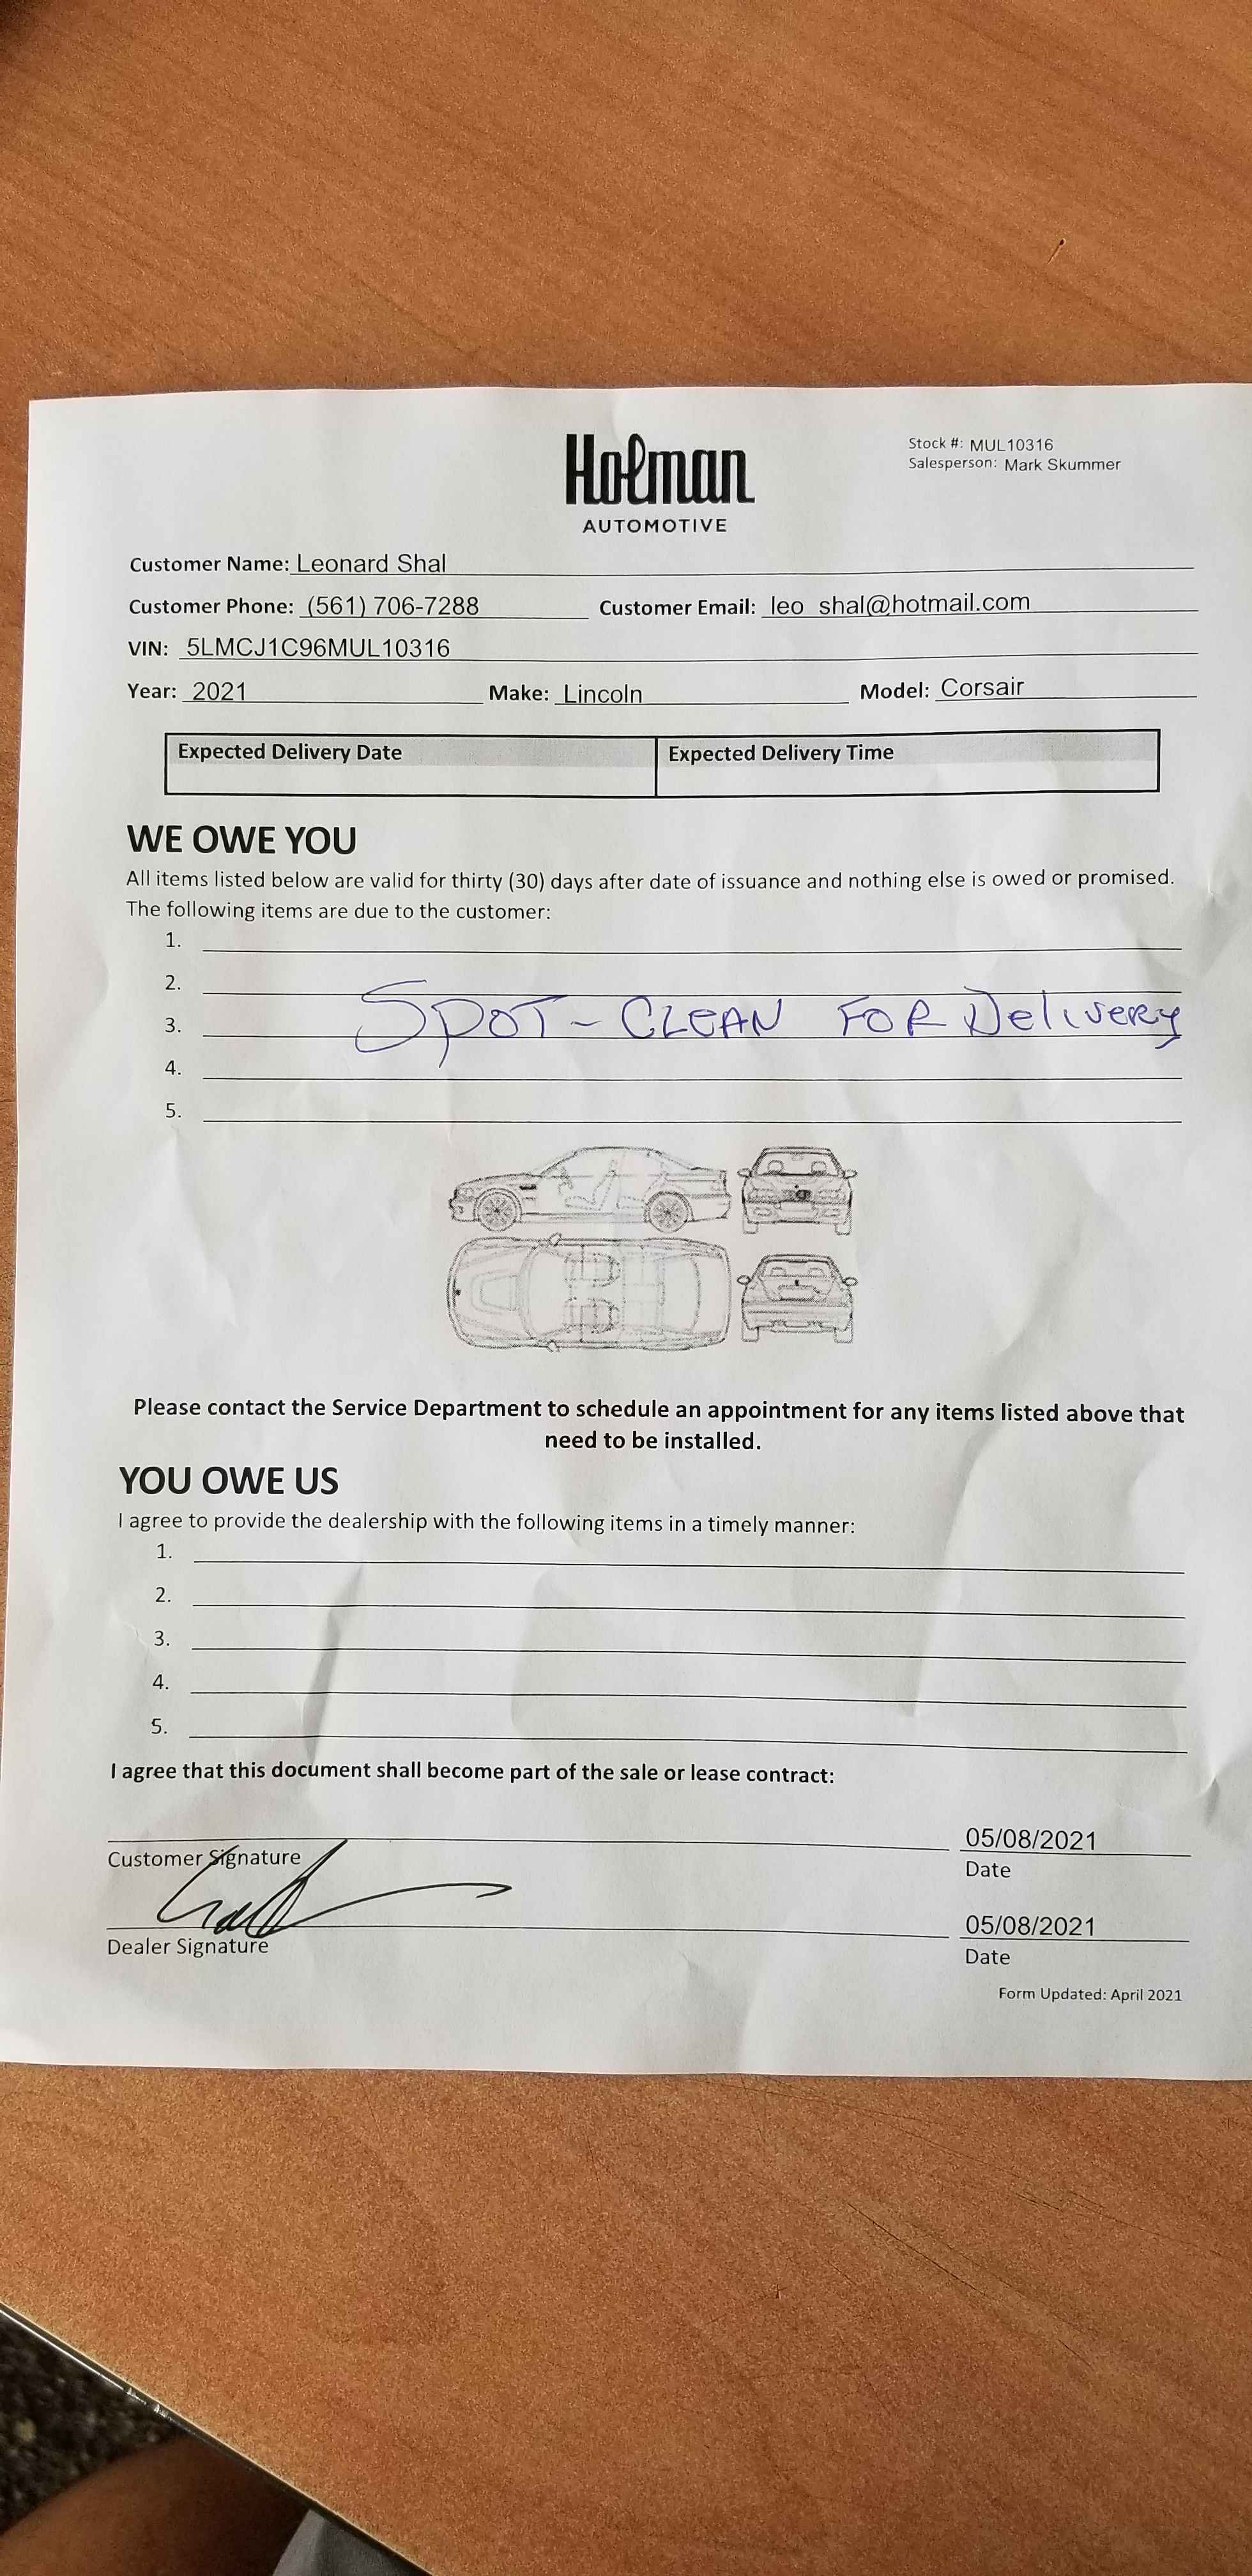 Holman
AUTOMOTIVE
Stock #: MUL10316
Salesperson: Mark Skummer
Customer Name: Leonard Shal
Customer Phone: (561) 706-7288 Customer Email: leo shal@hotmail.com
VIN: 5LMCJ1C96MUL10316
Year: 2021 Make: Lincoln Model: Corsair
Expected Delivery Date Expected Delivery Time
WE OWE YOU
All items listed below are valid for thirty (30) days after date of issuance and nothing else is owed or promised.
The following items are due to the customer:
1.
2.
3. SPOT - CLEAN FOR Delivery
4.
5.
Please contact the Service Department to schedule an appointment for any items listed above that
need to be installed.
YOU OWE US
I agree to provide the dealership with the following items in a timely manner:
1.
2.
3.
4.
5.
I agree that this document shall become part of the sale or lease contract:
05/08/2021
Customer Signature Date
05/08/2021
Dealer Signature Date
Form Updated: April 2021